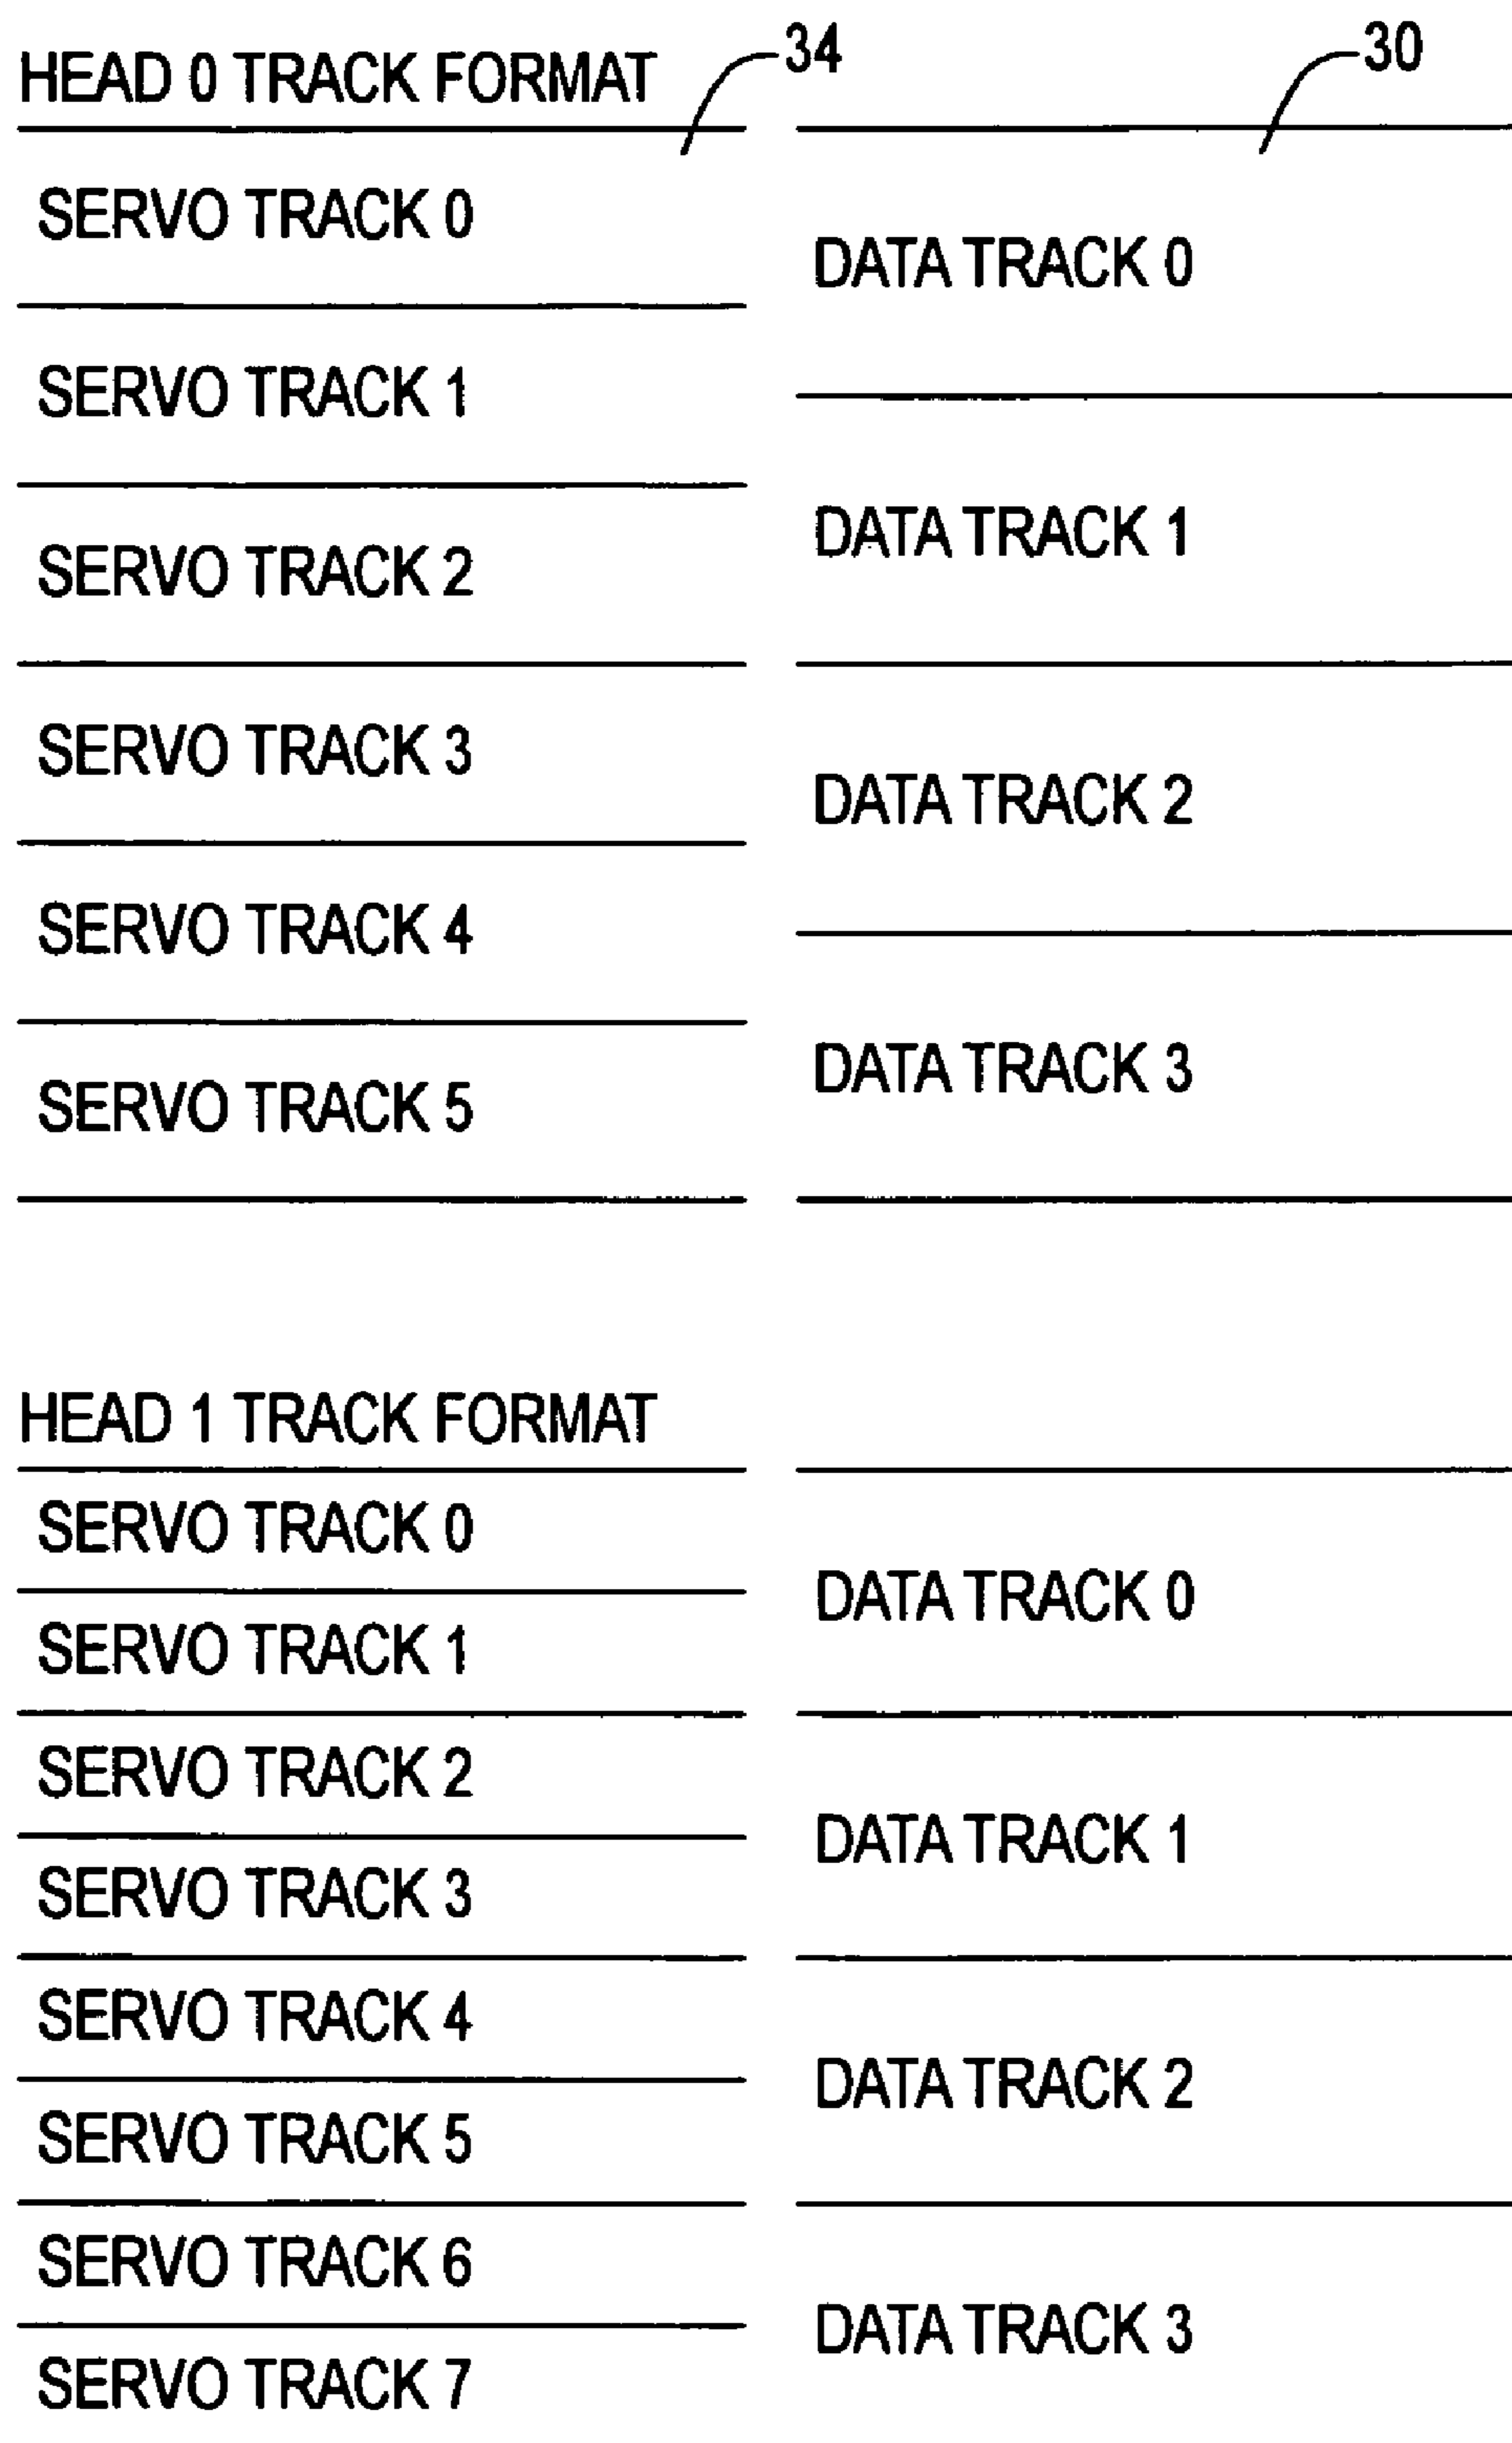 HEAD 0 TRACK FORMAT
34
30
SERVO TRACK 0
DATA TRACK 0
SERVO TRACK 1
DATA TRACK 1
SERVO TRACK 2
SERVO TRACK 3
DATA TRACK 2
SERVO TRACK 4
DATA TRACK 3
SERVO TRACK 5
HEAD 1 TRACK FORMAT
SERVO TRACK 0
DATA TRACK 0
SERVO TRACK 1
SERVO TRACK 2
DATA TRACK 1
SERVO TRACK 3
SERVO TRACK 4
DATA TRACK 2
SERVO TRACK 5
SERVO TRACK 6
DATA TRACK 3
SERVO TRACK 7